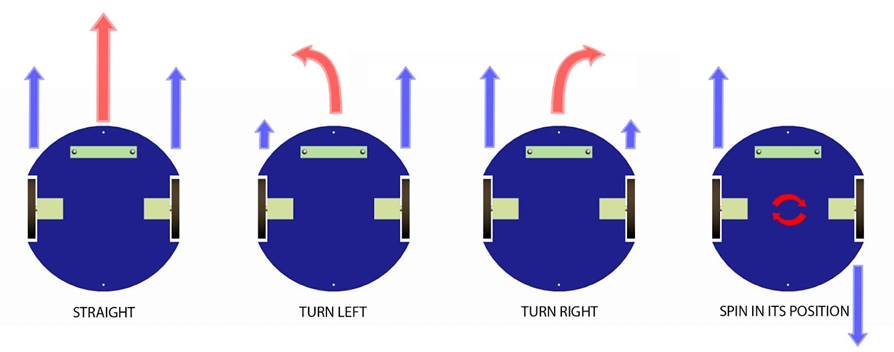 STRAIGHT
TURN LEFT
TURN RIGHT
SPIN IN ITS POSITION